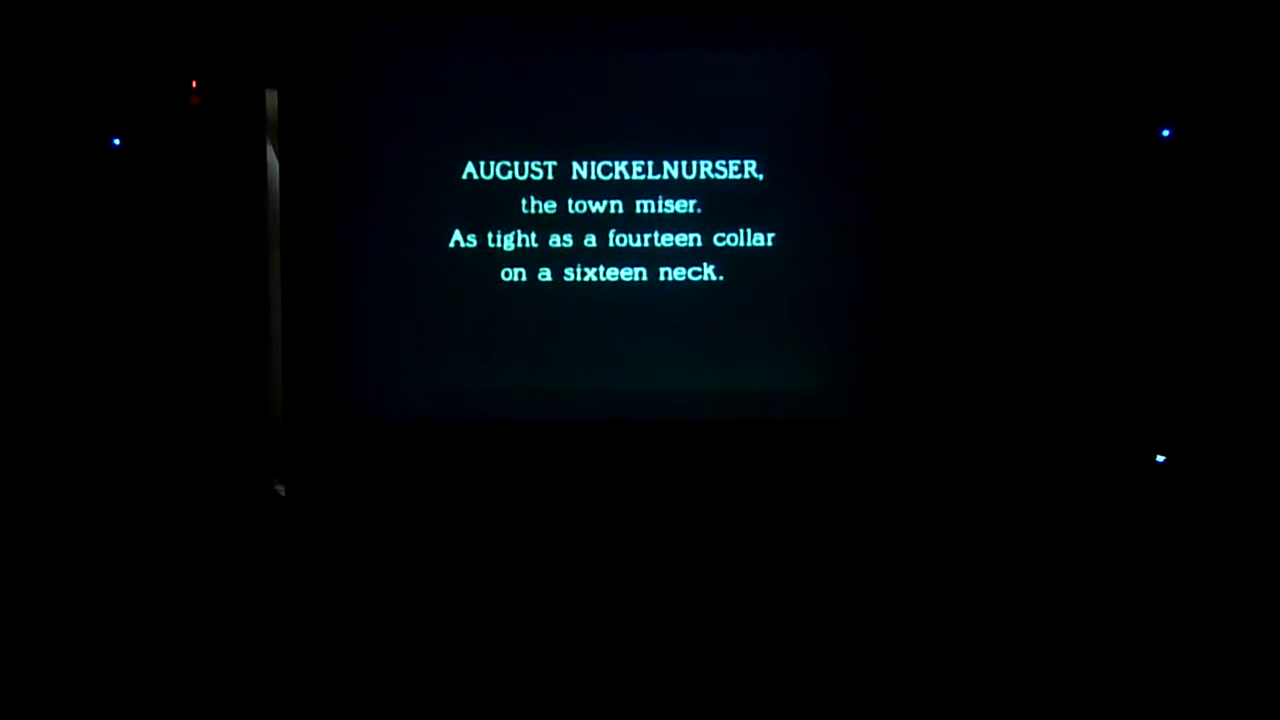 AUGUST NICKELNURSER,
the town miser.
As tight as a fourteen collar
on a sixteen neck.